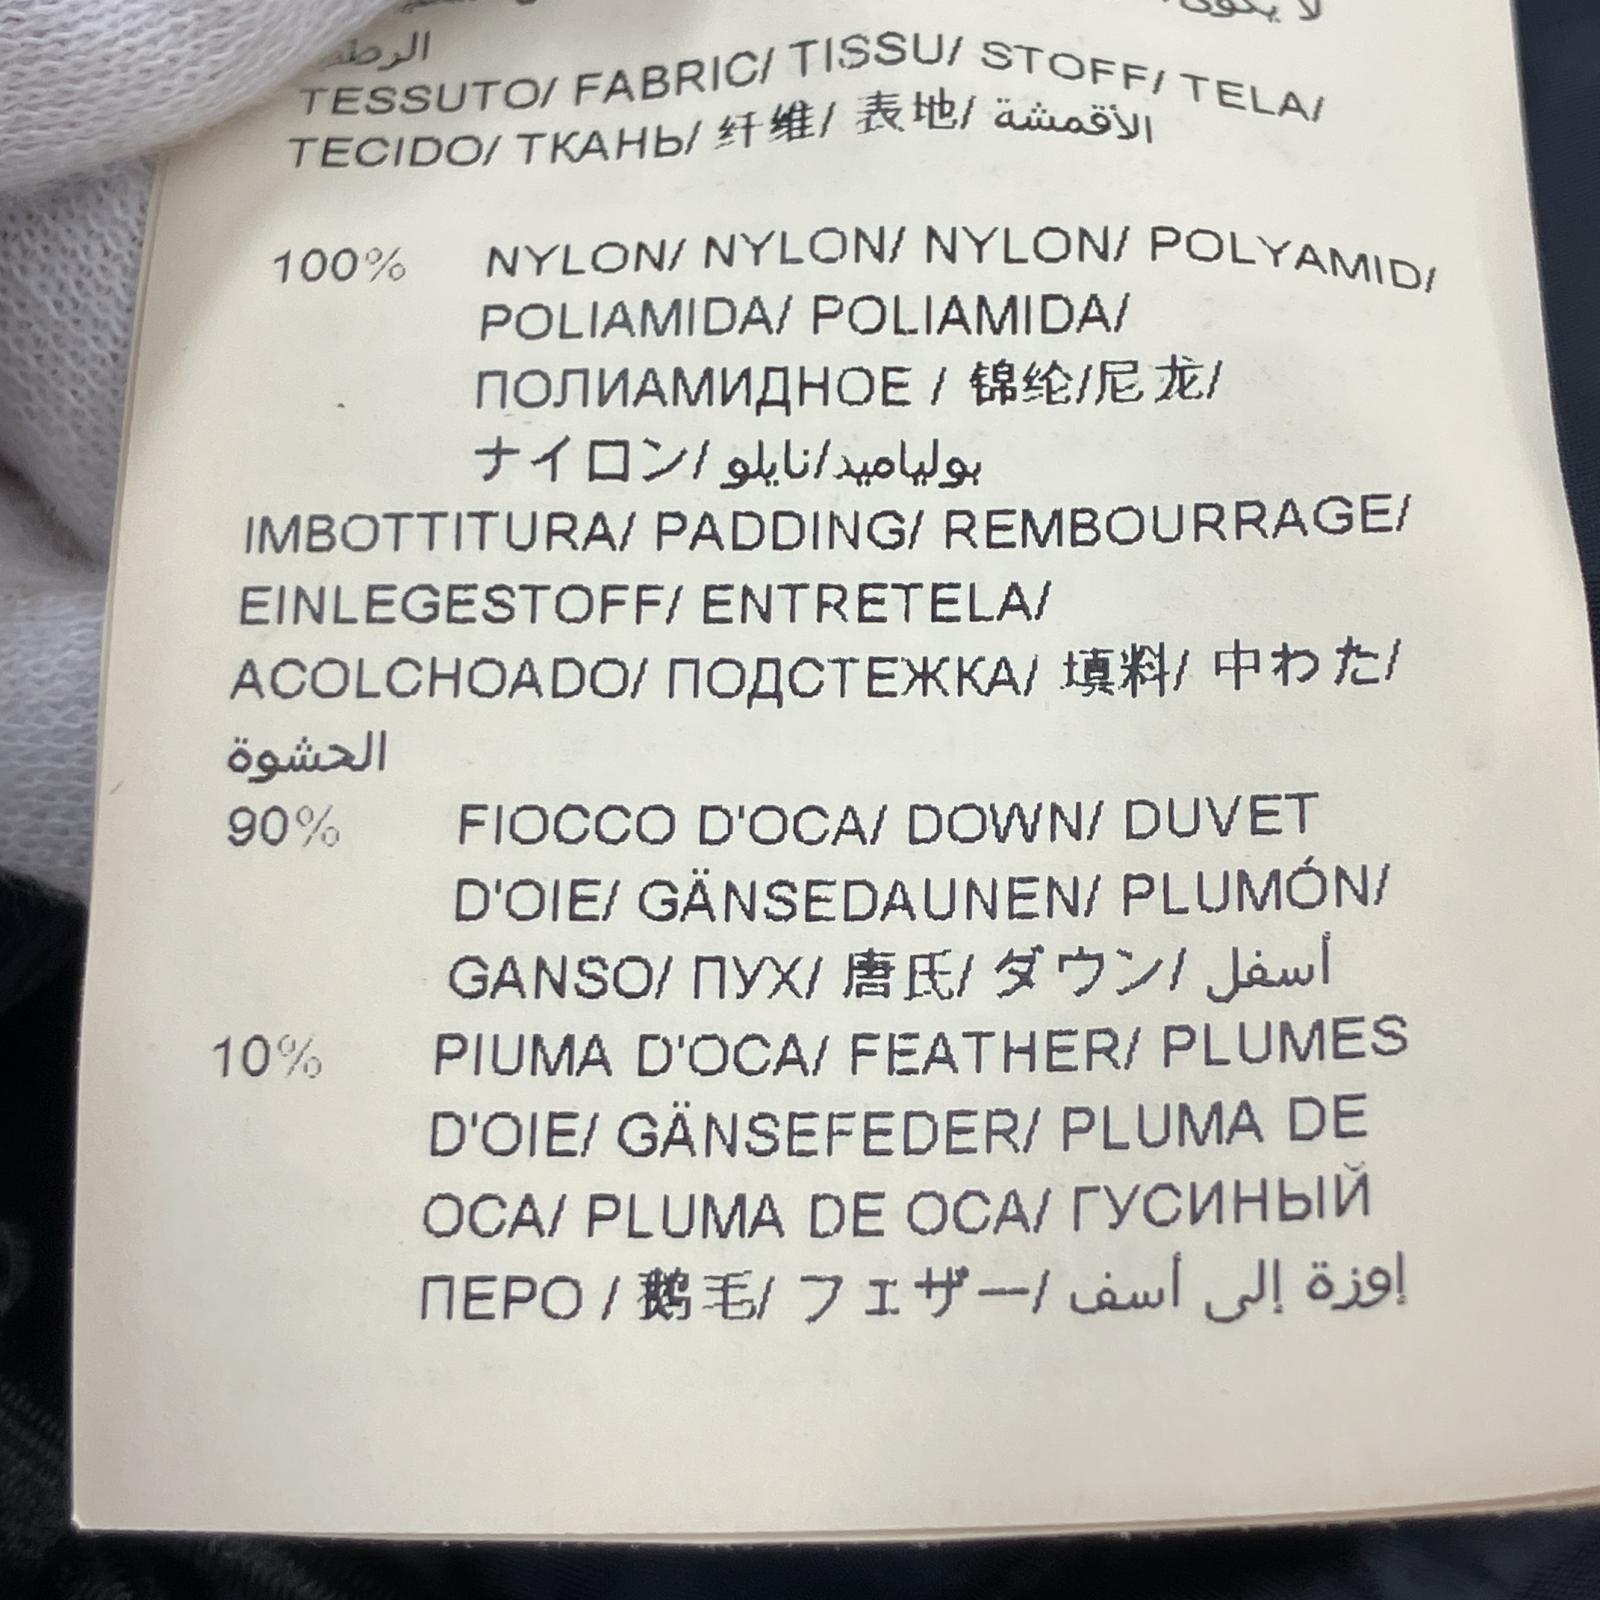 لا يكوى
الرطب
TESSUTO/ FABRIC/ TISSU/ STOFF/ TELA/
TECIDO/ ТКАНЬ/ 纤维/ 表地/ الأقمشة
100% NYLON/ NYLON/ NYLON/ POLYAMID/
POLIAMIDA/ POLIAMIDA/
ПОЛИАМИДНОЕ / 锦纶/尼龙/
ナイロン/ بولياميد/نايلو
IMBOTTITURA/ PADDING/ REMBOURRAGE/
EINLEGESTOFF/ ENTRETELA/
ACOLCHOADO/ ПОДСТЕЖКА/ 填料/ 中わた/
الحشوة
90% FIOCCO D'OCA/ DOWN/ DUVET
D'OIE/ GÄNSEDAUNEN/ PLUMÓN/
GANSO/ ПУХ/ 唐氏/ ダウン/ أسفل
10% PIUMA D'OCA/ FEATHER/ PLUMES
D'OIE/ GÄNSEFEDER/ PLUMA DE
OCA/ PLUMA DE OCA/ ГУСИНЫЙ
ПЕРО / 鹅毛/ フェザー/ إوزة إلى أسف